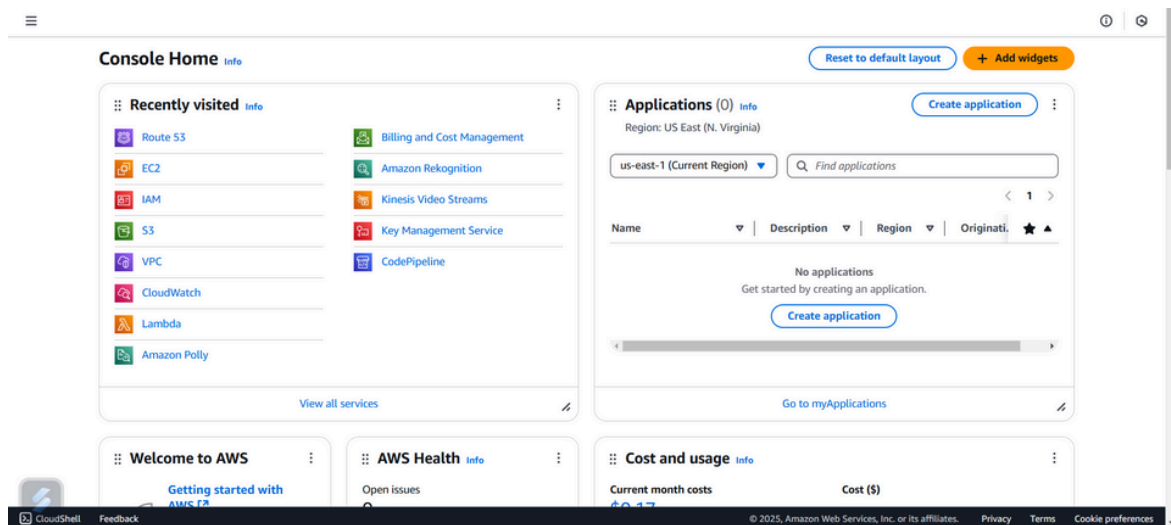 Console Home Info
Reset to default layout
+ Add widgets
Recently visited Info
Route 53
EC2
IAM
S3
VPC
CloudWatch
Lambda
Amazon Polly
Billing and Cost Management
Amazon Rekognition
Kinesis Video Streams
Key Management Service
CodePipeline
View all services
Applications (0) Info
Create application
Region: US East (N. Virginia)
us-east-1 (Current Region)
Find applications
1
Name Description Region Originati.
No applications
Get started by creating an application.
Create application
Go to myApplications
Welcome to AWS
Getting started with
AWS
AWS Health Info
Open issues
Cost and usage Info
Current month costs
Cost ($)
CloudShell Feedback © 2025, Amazon Web Services, Inc. or its affiliates. Privacy Terms Cookie preferences